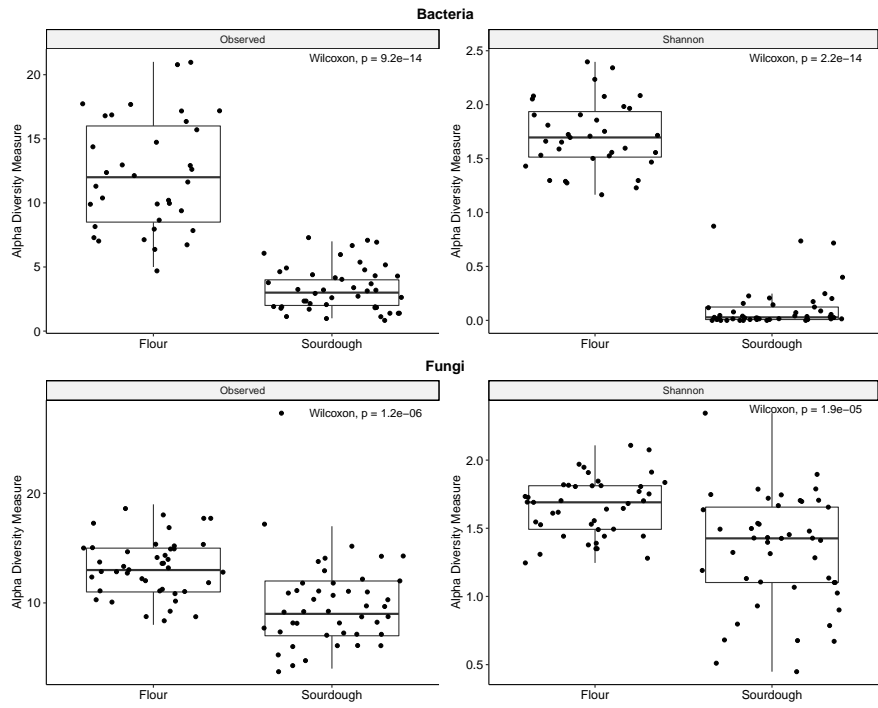 Bacteria
Observed
Shannon
Wilcoxon, p = 9.2e−14
Wilcoxon, p = 2.2e−14
Alpha Diversity Measure
20
15
10
5
0
Flour
Sourdough
Alpha Diversity Measure
2.5
2.0
1.5
1.0
0.5
0.0
Flour
Sourdough
Fungi
Observed
Shannon
Wilcoxon, p = 1.2e−06
Wilcoxon, p = 1.9e−05
Alpha Diversity Measure
20
10
Flour
Sourdough
Alpha Diversity Measure
2.0
1.5
1.0
0.5
Flour
Sourdough